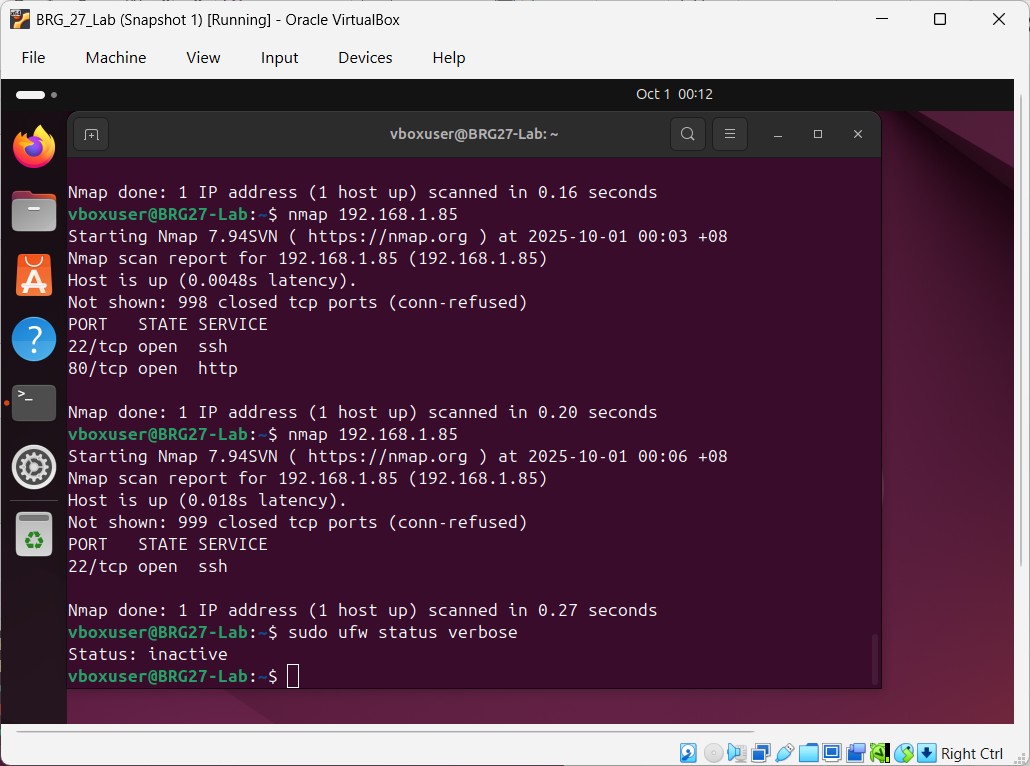 BRG_27_Lab (Snapshot 1) [Running] - Oracle VirtualBox
File Machine View Input Devices Help
Oct 1 00:12
vboxuser@BRG27-Lab: ~
Nmap done: 1 IP address (1 host up) scanned in 0.16 seconds
vboxuser@BRG27-Lab:~$ nmap 192.168.1.85
Starting Nmap 7.94SVN ( https://nmap.org ) at 2025-10-01 00:03 +08
Nmap scan report for 192.168.1.85 (192.168.1.85)
Host is up (0.0048s latency).
Not shown: 998 closed tcp ports (conn-refused)
PORT   STATE SERVICE
22/tcp open  ssh
80/tcp open  http
Nmap done: 1 IP address (1 host up) scanned in 0.20 seconds
vboxuser@BRG27-Lab:~$ nmap 192.168.1.85
Starting Nmap 7.94SVN ( https://nmap.org ) at 2025-10-01 00:06 +08
Nmap scan report for 192.168.1.85 (192.168.1.85)
Host is up (0.018s latency).
Not shown: 999 closed tcp ports (conn-refused)
PORT   STATE SERVICE
22/tcp open  ssh
Nmap done: 1 IP address (1 host up) scanned in 0.27 seconds
vboxuser@BRG27-Lab:~$ sudo ufw status verbose
Status: inactive
vboxuser@BRG27-Lab:~$
Right Ctrl